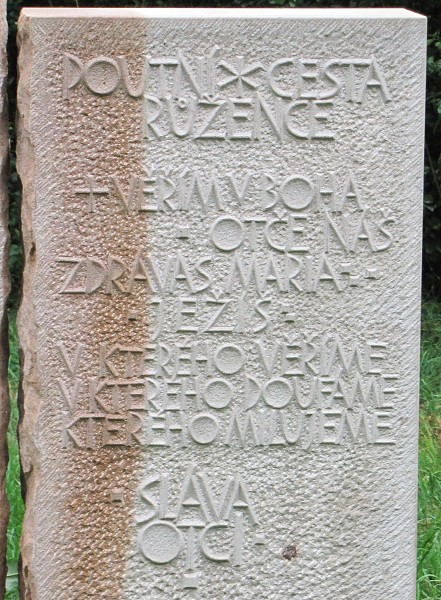 POUTNÍ * CESTA
RŮŽENCE
+ VĚŘÍM V BOHA
- OTČE NÁŠ
ZDRÁVAS MARIA - -
- JEŽÍŠ -
V KTERÉHO VĚŘÍME
V KTERÉHO DOUFÁME
KTERÉHO MILUJEME
- SLÁVA
OTCI -
-